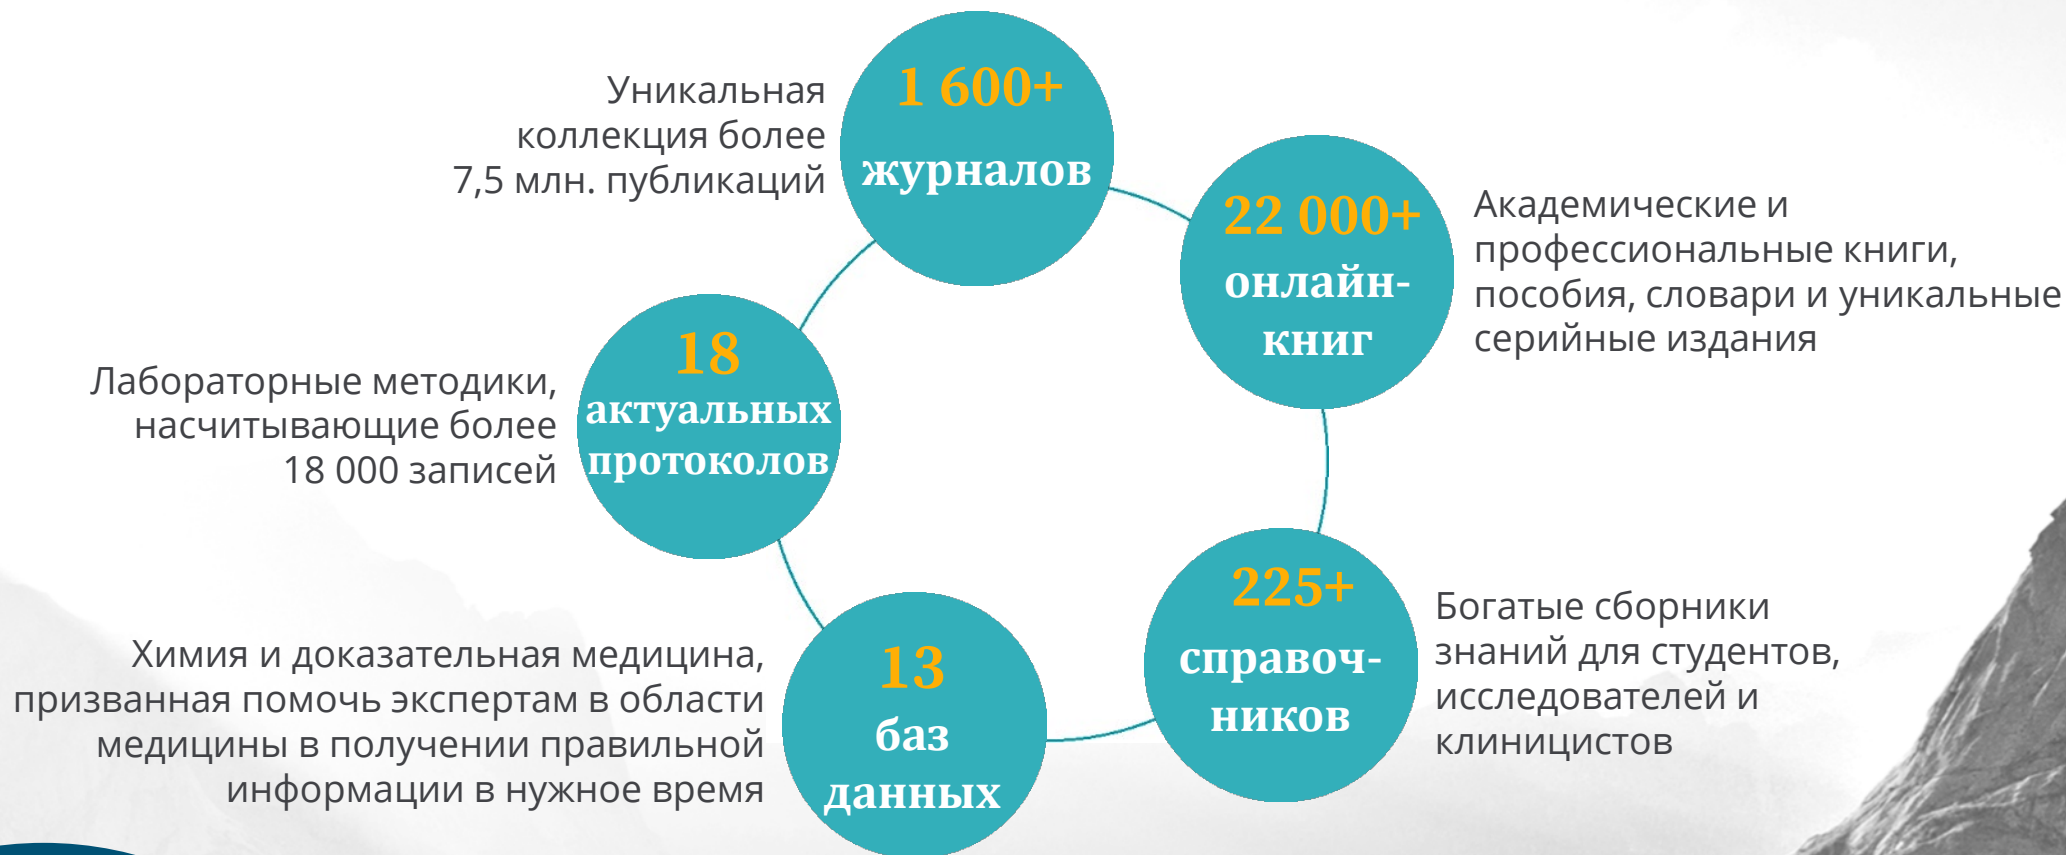 Уникальная
коллекция более
7,5 млн. публикаций
1 600+
журналов
22 000+
онлайн-
книг
Академические и
профессиональные книги,
пособия, словари и уникальные
серийные издания
Лабораторные методики,
насчитывающие более
18 000 записей
18
актуальных
протоколов
225+
справоч-
ников
Богатые сборники
знаний для студентов,
исследователей и
клиницистов
Химия и доказательная медицина,
призванная помочь экспертам в области
медицины в получении правильной
информации в нужное время
13
баз
данных